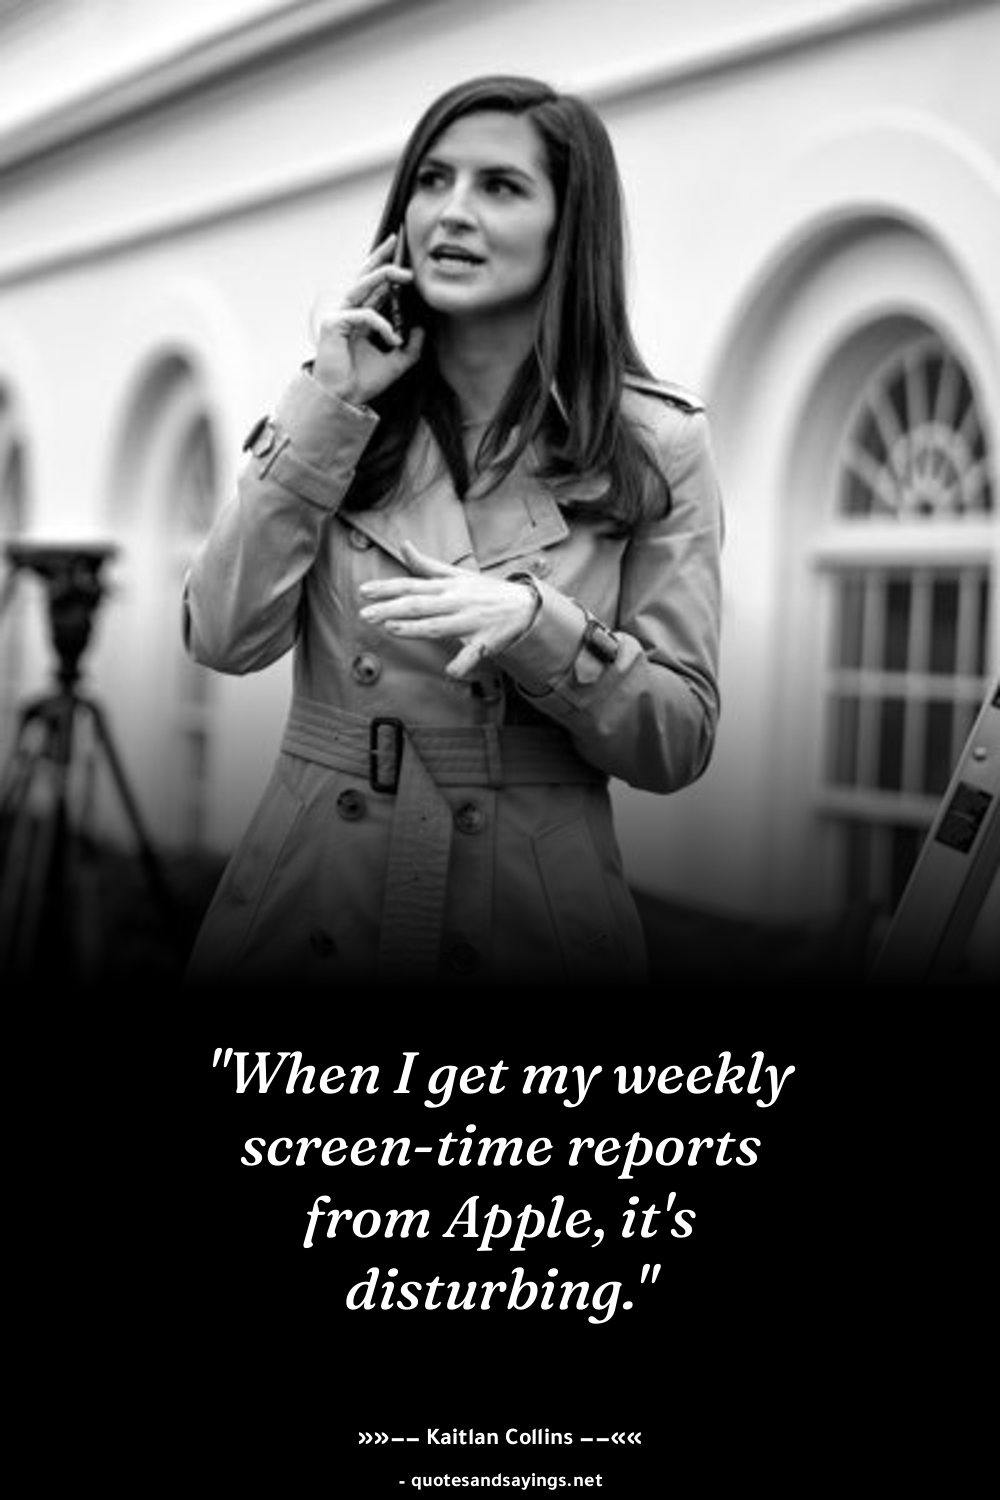 "When I get my weekly
screen-time reports
from Apple, it's
disturbing."
»»–– Kaitlan Collins ––««
- quotesandsayings.net